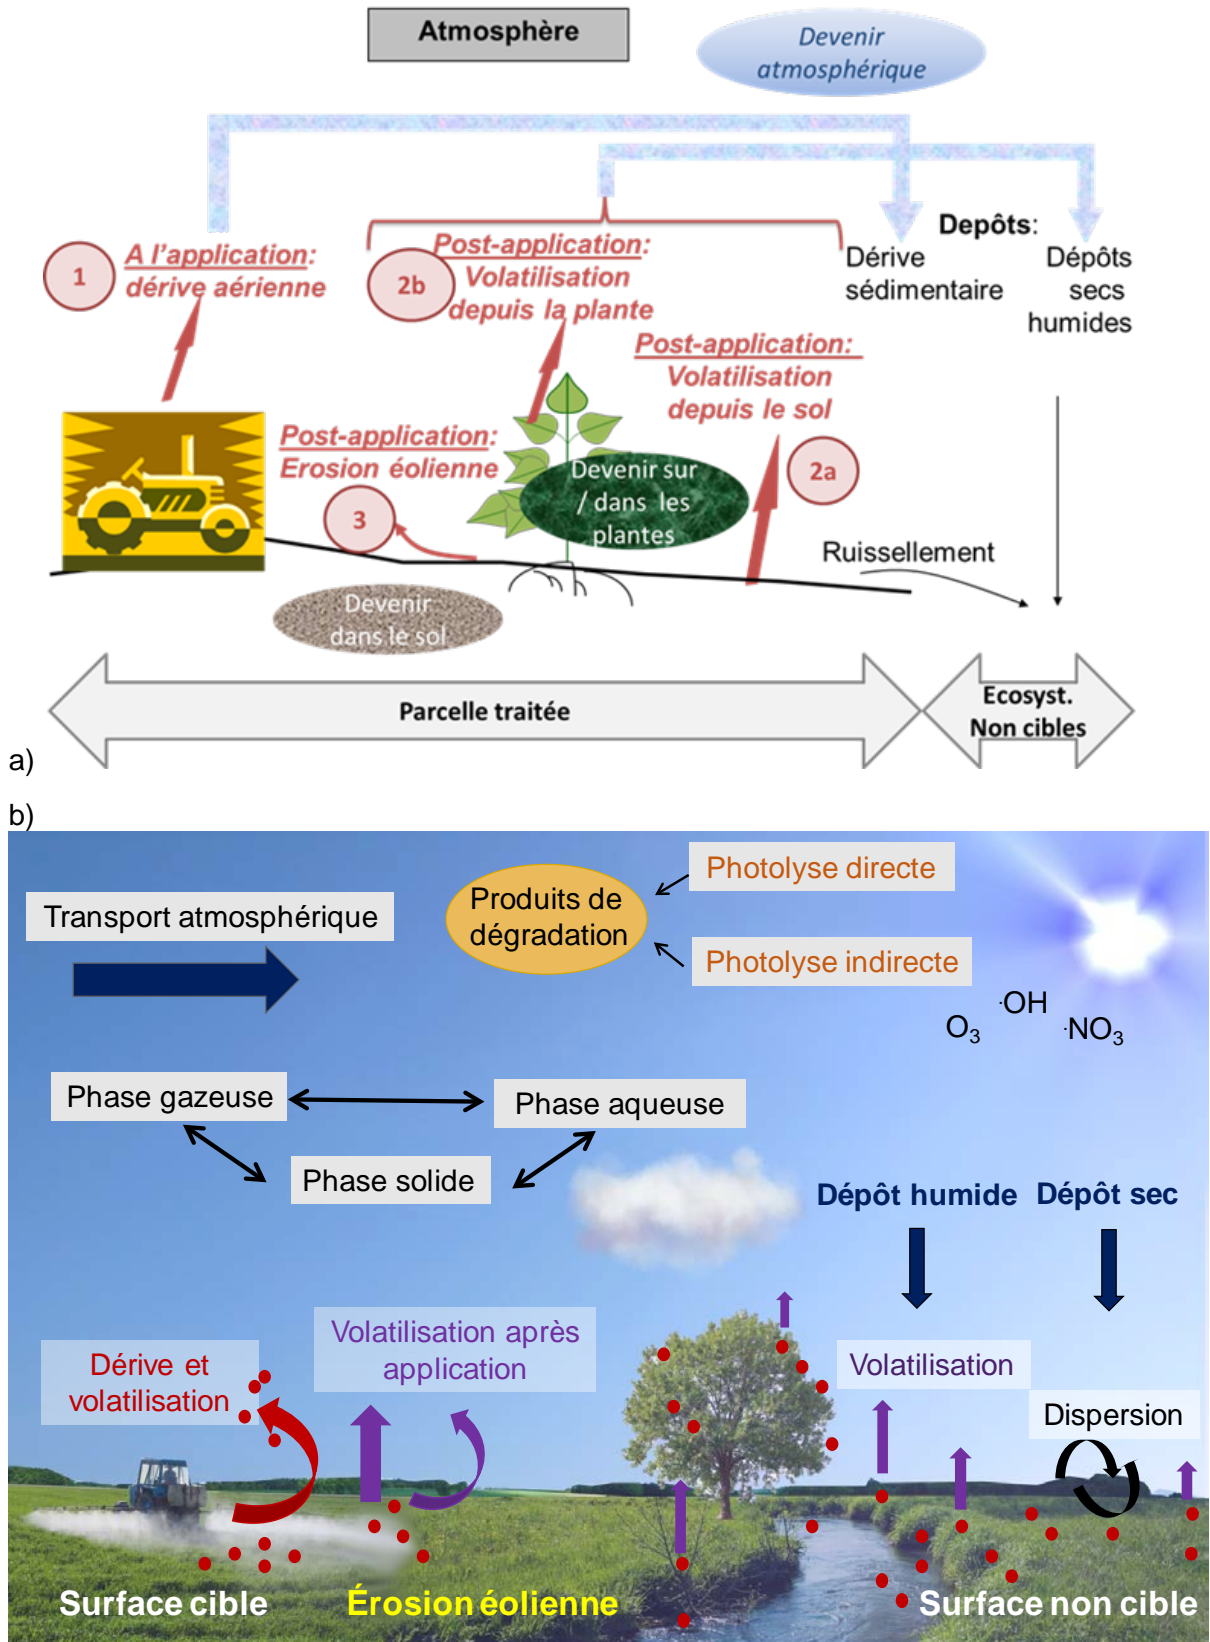 Atmosphère
Devenir
atmosphérique
1
A l'application:
dérive aérienne
2b
Post-application:
Volatilisation
depuis la plante
Depôts:
Dérive
sédimentaire
Dépôts
secs
humides
Post-application:
Volatilisation
depuis le sol
2a
Post-application:
Erosion éolienne
3
Devenir sur
/ dans les
plantes
Ruissellement
Devenir
dans le sol
Parcelle traitée
Ecosyst.
Non cibles
a)
b)
Transport atmosphérique
Produits de
dégradation
Photolyse directe
Photolyse indirecte
O3
·OH
·NO3
Phase gazeuse
Phase aqueuse
Phase solide
Dépôt humide
Dépôt sec
Dérive et
volatilisation
Volatilisation après
application
Volatilisation
Dispersion
Surface cible
Érosion éolienne
Surface non cible